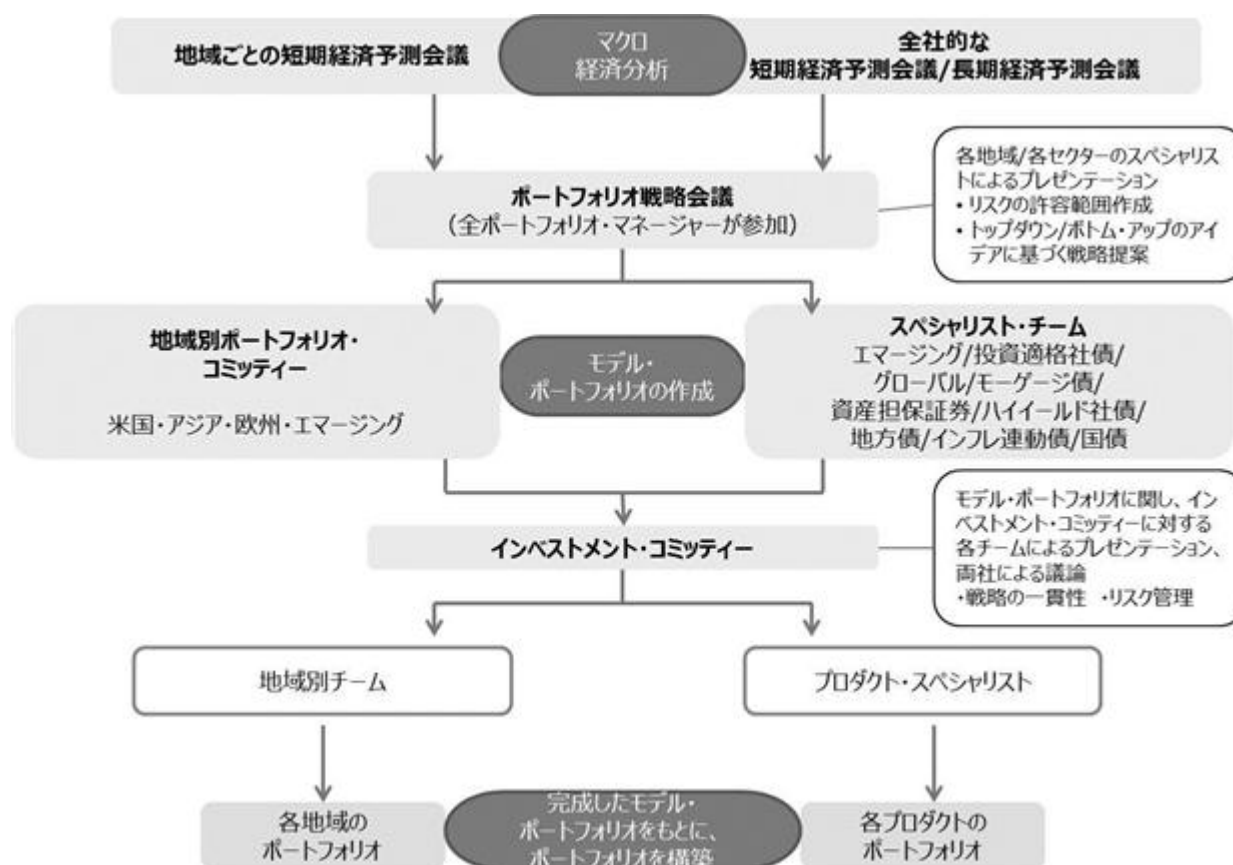 地域ごとの短期経済予測会議
マクロ
経済分析
全社的な
短期経済予測会議/長期経済予測会議
ポートフォリオ戦略会議
(全ポートフォリオ・マネージャーが参加)
各地域/各セクターのスペシャリス
トによるプレゼンテーション
• リスクの許容範囲作成
• トップダウン/ボトム・アップのアイ
デアに基づく戦略提案
地域別ポートフォリオ・
コミッティー
米国・アジア・欧州・エマージング
モデル・
ポートフォリオの作成
スペシャリスト・チーム
エマージング/投資適格社債/
グローバル/モーゲージ債/
資産担保証券/ハイイールド社債/
地方債/インフレ連動債/国債
インベストメント・コミッティー
モデル・ポートフォリオに関し、イン
ベストメント・コミッティーに対する
各チームによるプレゼンテーション、
両社による議論
・戦略の一貫性 ・リスク管理
地域別チーム
プロダクト・スペシャリスト
各地域の
ポートフォリオ
完成したモデル・
ポートフォリオをもとに、
ポートフォリオを構築
各プロダクトの
ポートフォリオ